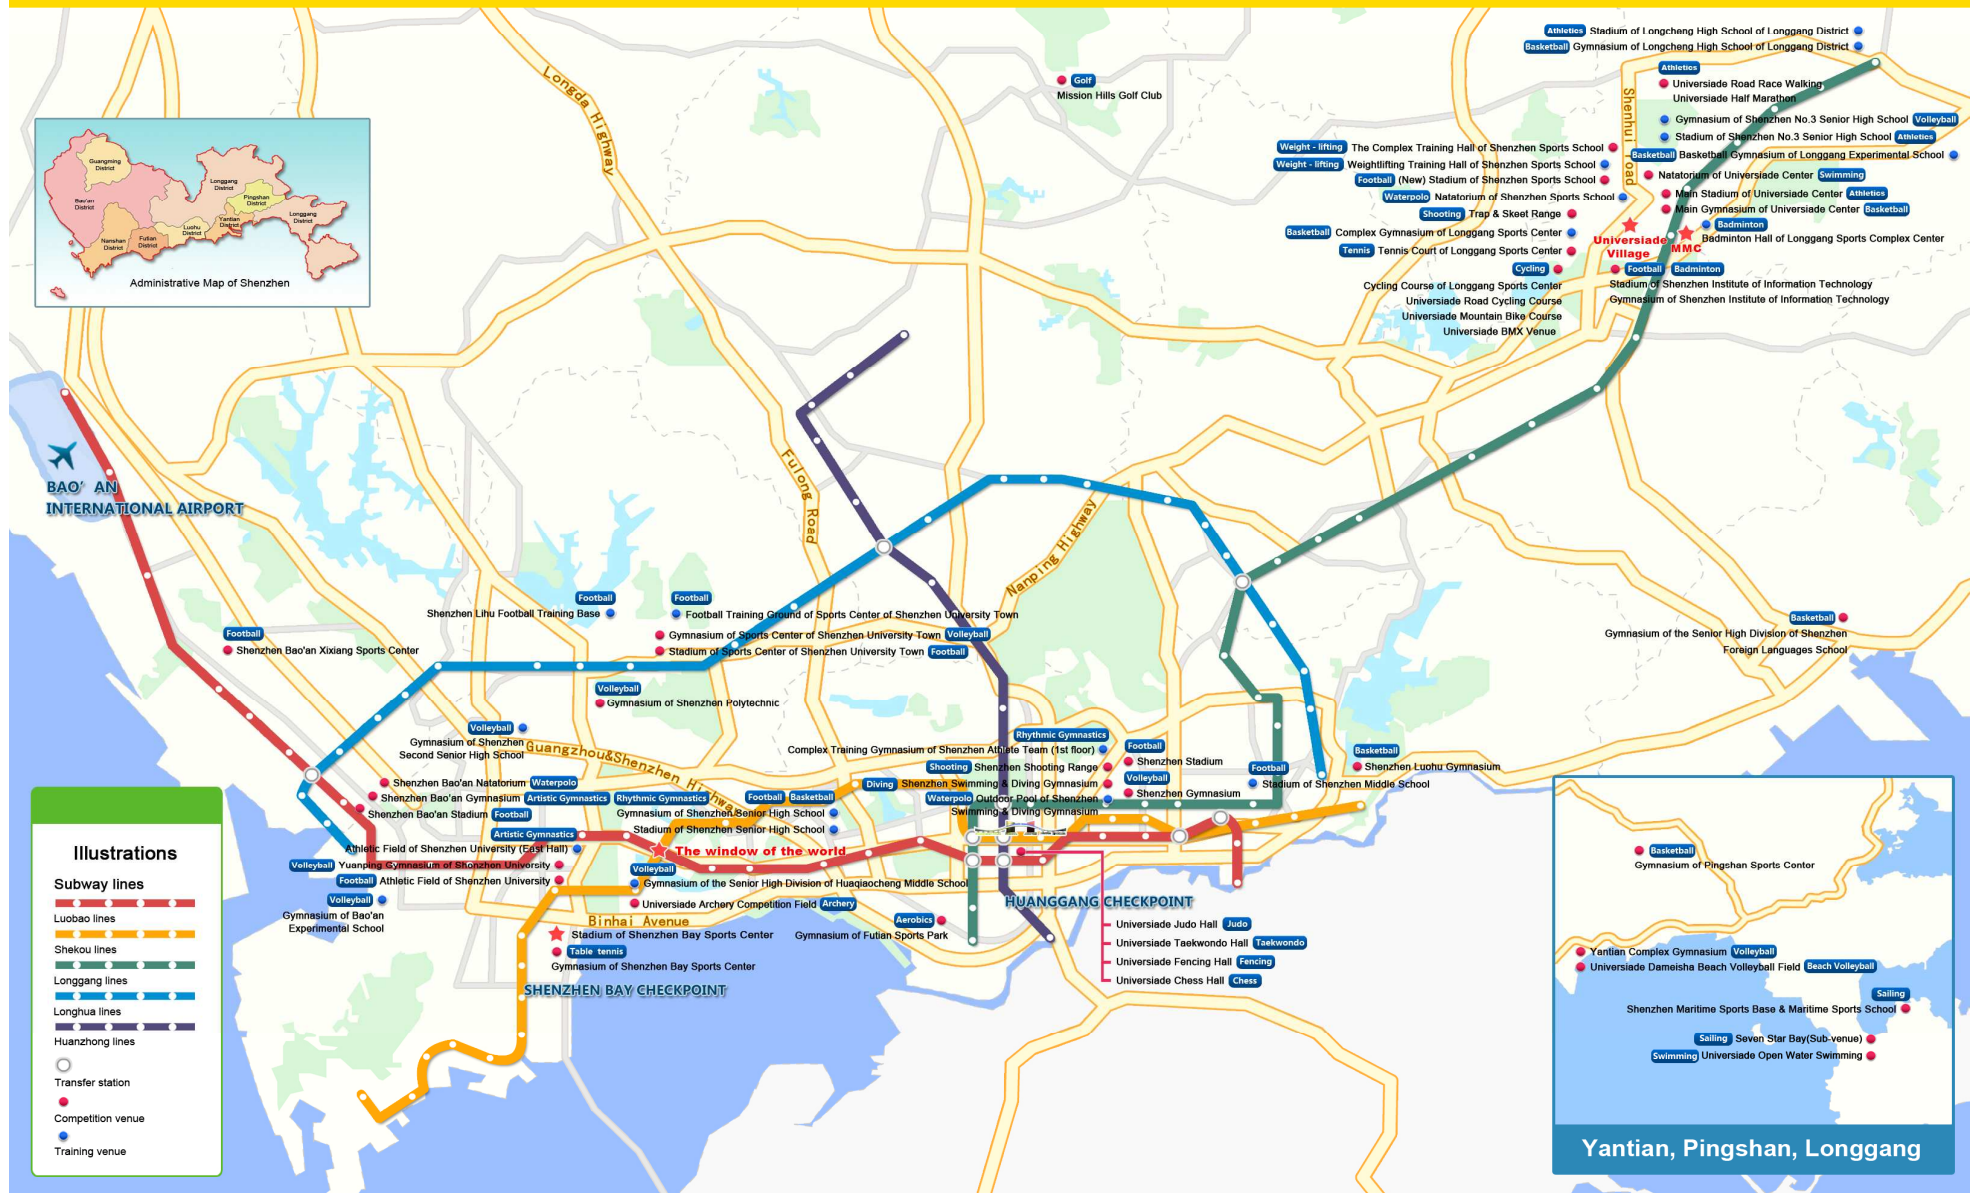 Athletics Stadium of Longcheng High School of Longgang District
Basketball Gymnasium of Longcheng High School of Longgang District
Athletics
Universiade Road Race Walking
Universiade Half Marathon
Gymnasium of Shenzhen No.3 Senior High School Volleyball
Stadium of Shenzhen No.3 Senior High School Athletics
Basketball Basketball Gymnasium of Longgang Experimental School
Natatorium of Universiade Center Swimming
Main Stadium of Universiade Center Athletics
Main Gymnasium of Universiade Center Basketball
Badminton
Badminton Hall of Longgang Sports Complex Center
Universiade
Village
MMC
Football Badminton
Stadium of Shenzhen Institute of Information Technology
Gymnasium of Shenzhen Institute of Information Technology
Shenhui road
Golf
Mission Hills Golf Club
Weight - lifting The Complex Training Hall of Shenzhen Sports School
Weight - lifting Weightlifting Training Hall of Shenzhen Sports School
Football (New) Stadium of Shenzhen Sports School
Waterpolo Natatorium of Shenzhen Sports School
Shooting Trap & Skeet Range
Basketball Complex Gymnasium of Longgang Sports Center
Tennis Tennis Court of Longgang Sports Center
Cycling
Cycling Course of Longgang Sports Center
Universiade Road Cycling Course
Universiade Mountain Bike Course
Universiade BMX Venue
Longda Highway
Guangming
District
Bao'an
District
Longgang
District
Pingshan
District
Longgang
District
Yantian
District
Luohu
District
Futian
District
Nanshan
District
Administrative Map of Shenzhen
BAO' AN
INTERNATIONAL AIRPORT
Fulong Road
Nanping Highway
Football
Shenzhen Lihu Football Training Base
Football
Football Training Ground of Sports Center of Shenzhen University Town
Gymnasium of Sports Center of Shenzhen University Town Volleyball
Stadium of Sports Center of Shenzhen University Town Football
Football
Shenzhen Bao'an Xixiang Sports Center
Basketball
Gymnasium of the Senior High Division of Shenzhen
Foreign Languages School
Volleyball
Gymnasium of Shenzhen Polytechnic
Volleyball
Gymnasium of Shenzhen
Second Senior High School
Guangzhou&Shenzhen Highway
Shenzhen Bao'an Natatorium Waterpolo
Shenzhen Bao'an Gymnasium Artistic Gymnastics
Shenzhen Bao'an Stadium Football
Rhythmic Gymnastics
Complex Training Gymnasium of Shenzhen Athlete Team (1st floor)
Shooting Shenzhen Shooting Range
Diving Shenzhen Swimming & Diving Gymnasium
Waterpolo Outdoor Pool of Shenzhen
Swimming & Diving Gymnasium
Football
Shenzhen Stadium
Volleyball
Shenzhen Gymnasium
Football
Stadium of Shenzhen Middle School
Basketball
Shenzhen Luohu Gymnasium
Rhythmic Gymnastics Football Basketball
Gymnasium of Shenzhen Senior High School
Stadium of Shenzhen Senior High School
Artistic Gymnastics
Athletic Field of Shenzhen University (East Hall)
Volleyball Yuanping Gymnasium of Shenzhen University
Football Athletic Field of Shenzhen University
Volleyball
Gymnasium of Bao'an
Experimental School
The window of the world
Volleyball
Gymnasium of the Senior High Division of Huaqiaocheng Middle School
Universiade Archery Competition Field Archery
Binhai Avenue
Stadium of Shenzhen Bay Sports Center
Table tennis
Gymnasium of Shenzhen Bay Sports Center
SHENZHEN BAY CHECKPOINT
Aerobics
Gymnasium of Futian Sports Park
HUANGGANG CHECKPOINT
Universiade Judo Hall Judo
Universiade Taekwondo Hall Taekwondo
Universiade Fencing Hall Fencing
Universiade Chess Hall Chess
Illustrations
Subway lines
Luobao lines
Shekou lines
Longgang lines
Longhua lines
Huanzhong lines
Transfer station
Competition venue
Training venue
Basketball
Gymnasium of Pingshan Sports Center
Yantian Complex Gymnasium Volleyball
Universiade Dameisha Beach Volleyball Field Beach Volleyball
Sailing
Shenzhen Maritime Sports Base & Maritime Sports School
Sailing Seven Star Bay(Sub-venue)
Swimming Universiade Open Water Swimming
Yantian, Pingshan, Longgang